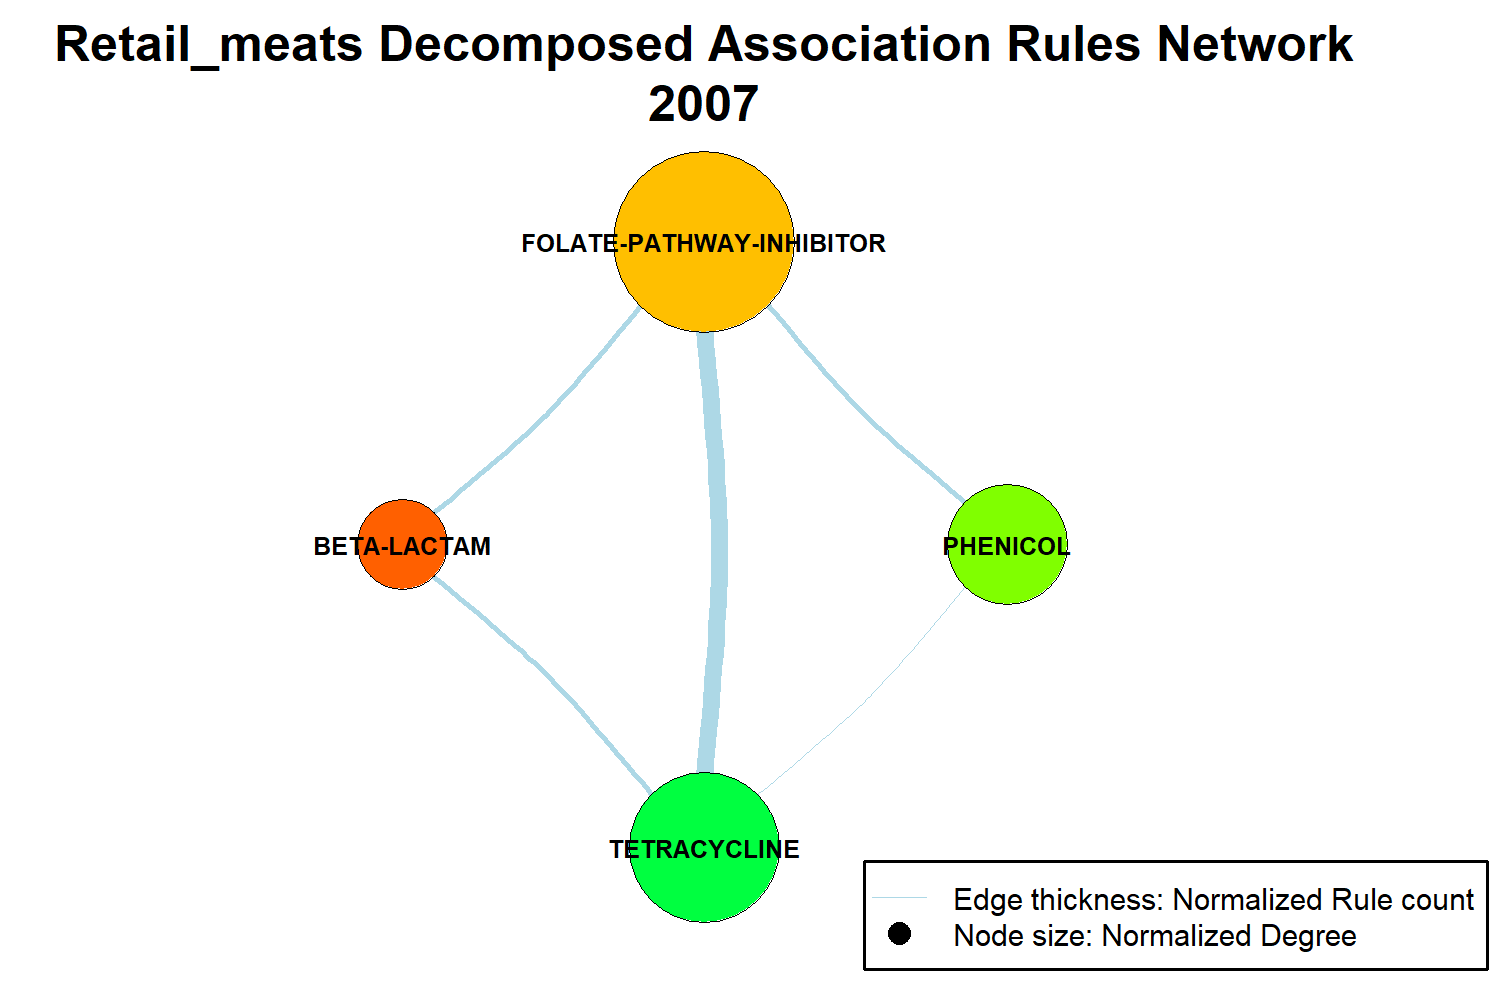 Retail_meats Decomposed Association Rules Network
2007
FOLATE-PATHWAY-INHIBITOR
BETA-LACTAM
PHENICOL
TETRACYCLINE
Edge thickness: Normalized Rule count
Node size: Normalized Degree